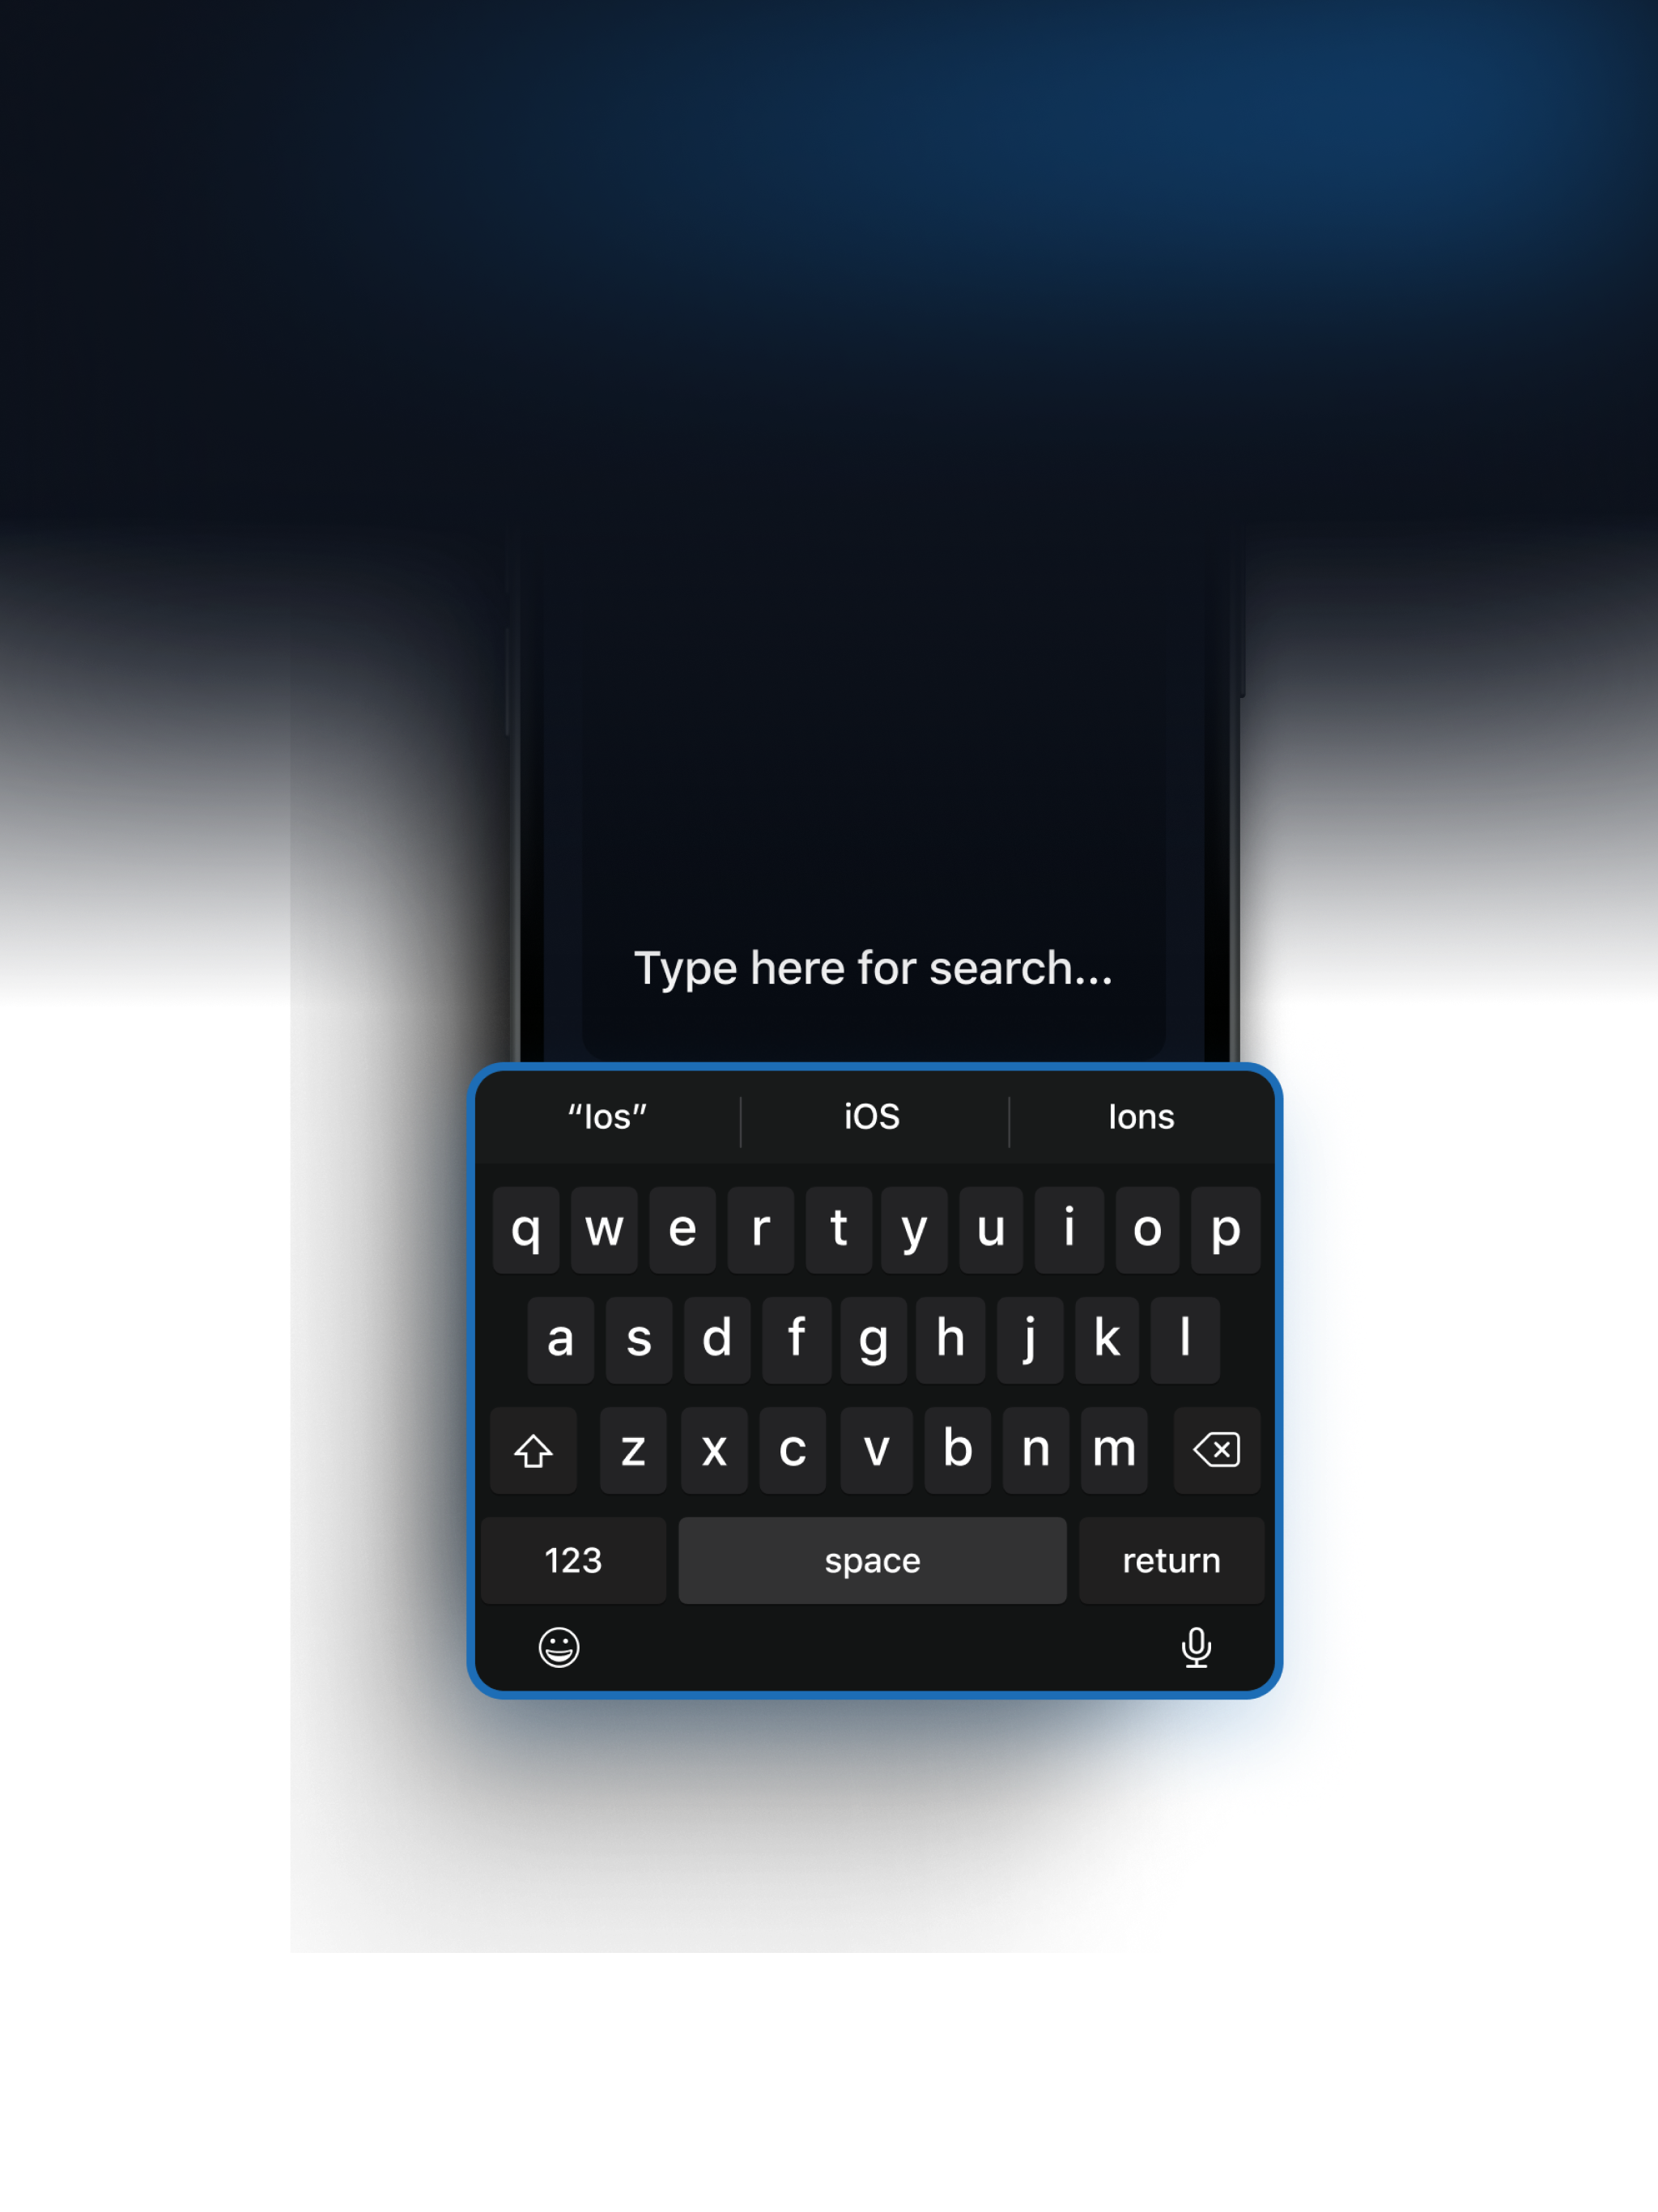 Type here for search...
“Ios” iOS Ions
q w e r t y u i o p
a s d f g h j k l
z x c v b n m
123 space return